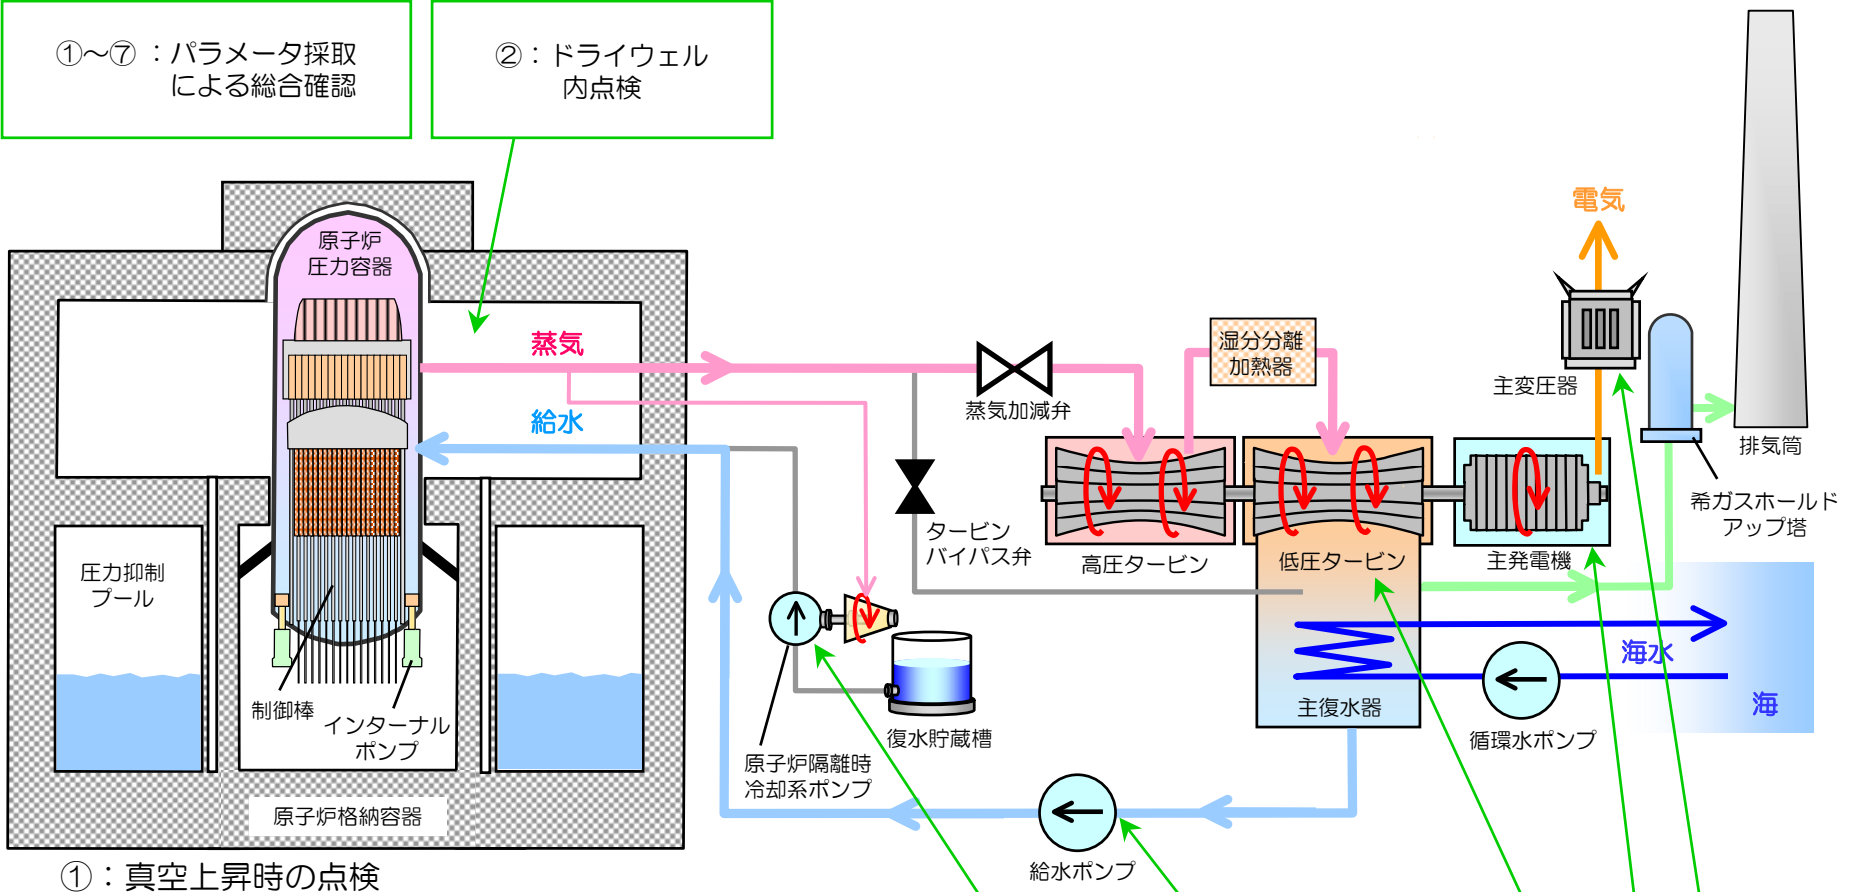 ①～⑦：パラメータ採取
による総合確認
②：ドライウェル
内点検
原子炉
圧力容器
蒸気
給水
圧力抑制
プール
制御棒
インターナル
ポンプ
原子炉格納容器
①：真空上昇時の点検
蒸気加減弁
湿分分離
加熱器
タービン
バイパス弁
高圧タービン
低圧タービン
主発電機
電気
主変圧器
排気筒
希ガスホールド
アップ塔
原子炉隔離時
冷却系ポンプ
復水貯蔵槽
主復水器
海水
海
循環水ポンプ
給水ポンプ